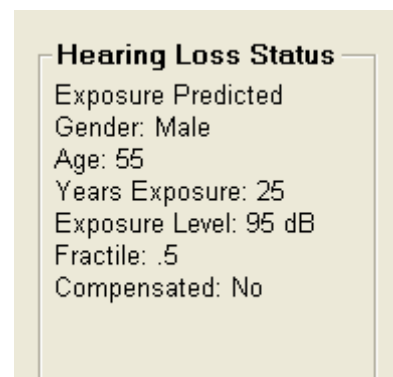 Hearing Loss Status
Exposure Predicted
Gender: Male
Age: 55
Years Exposure: 25
Exposure Level: 95 dB
Fractile: .5
Compensated: No